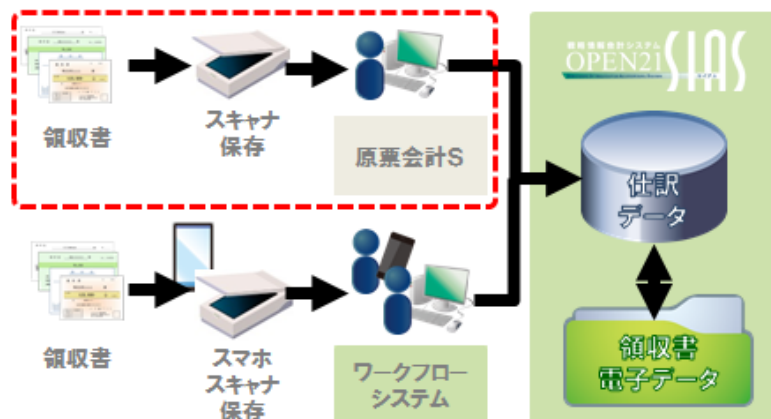 領収書
スキャナ
保存
原票会計S
OPEN21
SIAS
仕訳
データ
領収書
スマホ
スキャナ
保存
ワークフロー
システム
領収書
電子データ